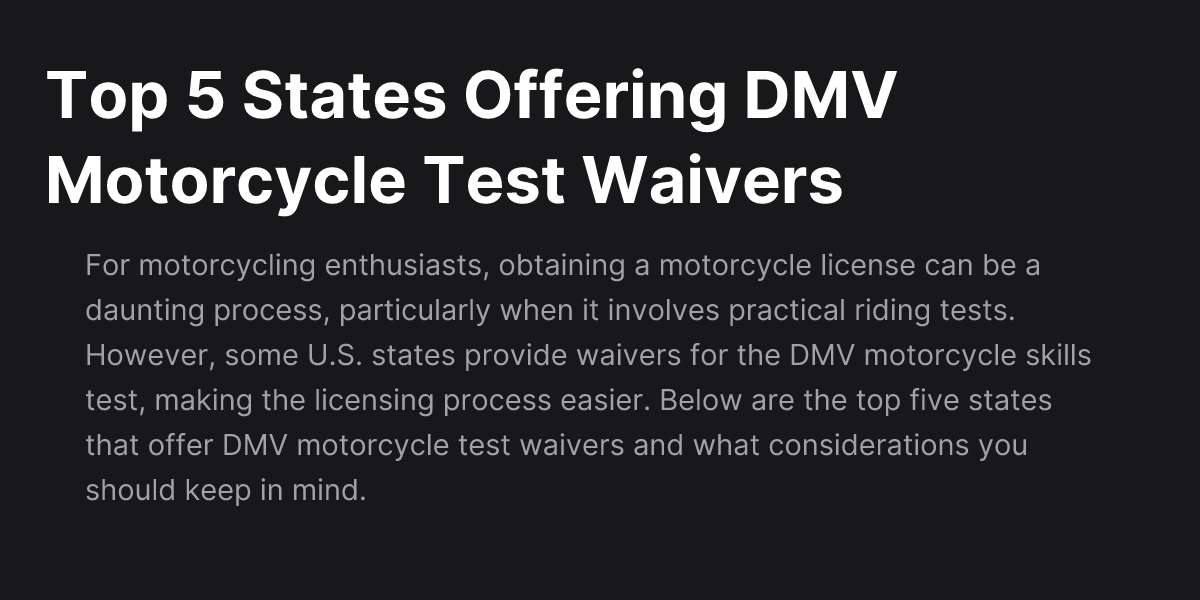 Top 5 States Offering DMV
Motorcycle Test Waivers
For motorcycling enthusiasts, obtaining a motorcycle license can be a
daunting process, particularly when it involves practical riding tests.
However, some U.S. states provide waivers for the DMV motorcycle skills
test, making the licensing process easier. Below are the top five states
that offer DMV motorcycle test waivers and what considerations you
should keep in mind.